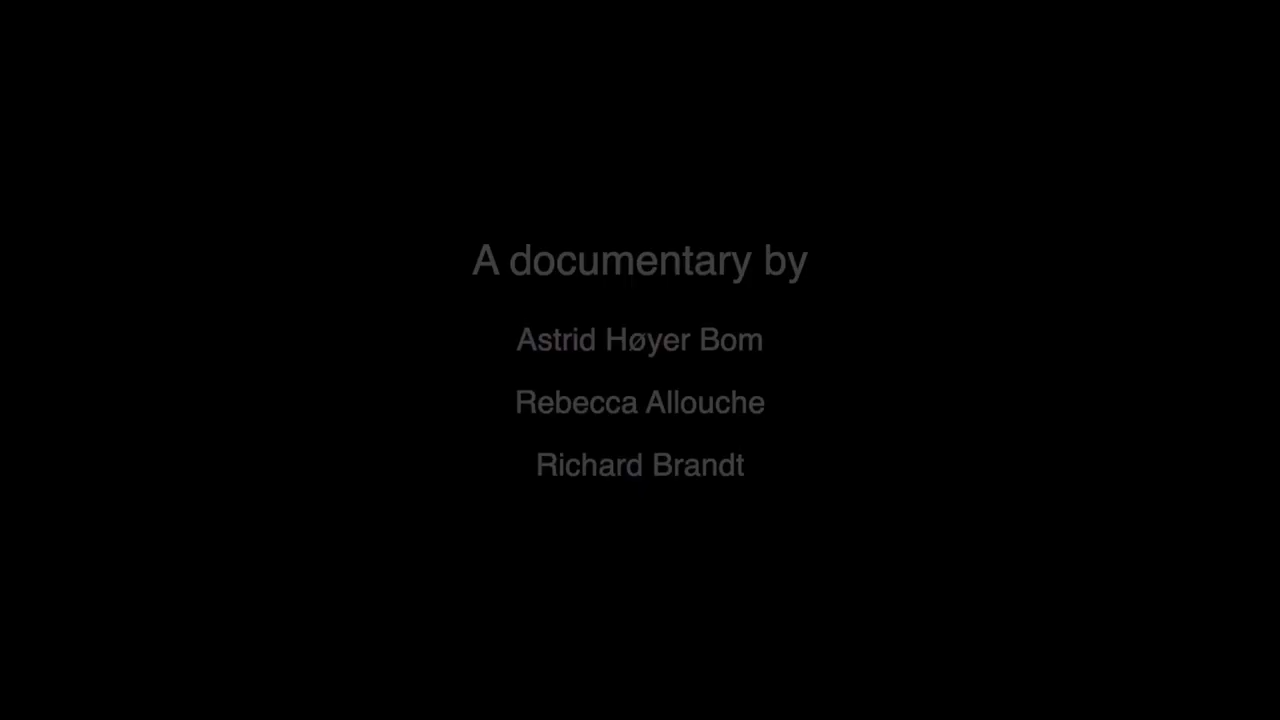 A documentary by
Astrid Høyer Bom
Rebecca Allouche
Richard Brandt